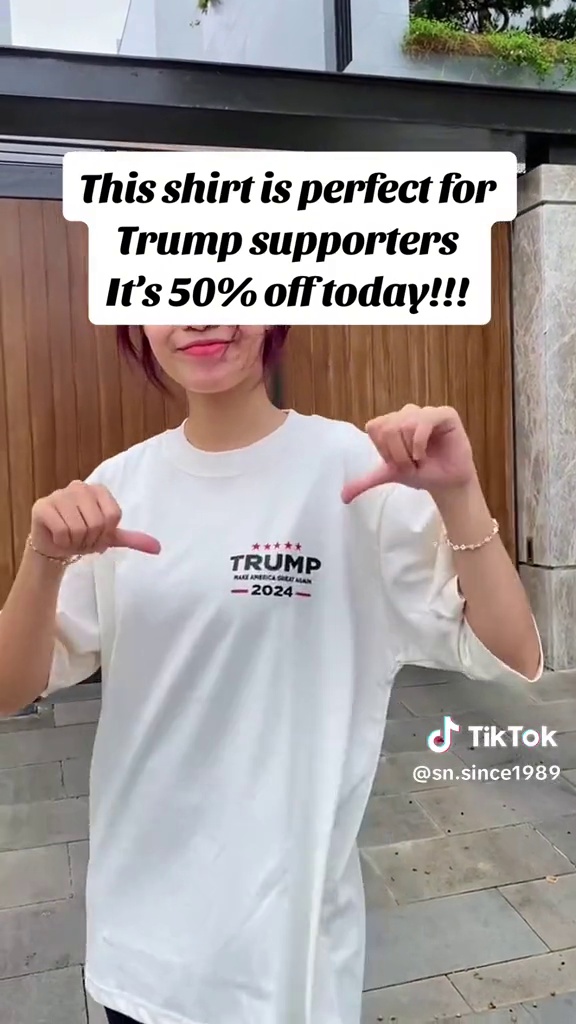 This shirt is perfect for
Trump supporters
It's 50% off today!!!
TRUMP
MAKE AMERICA GREAT AGAIN
2024
TikTok
@sn.since1989